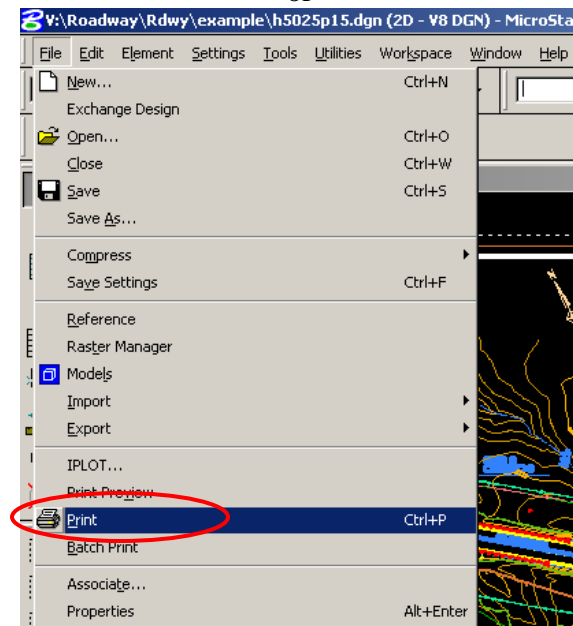 V:\Roadway\Rdwy\example\h5025p15.dgn (2D - V8 DGN) - MicroSta
File Edit Element Settings Tools Utilities Workspace Window Help
New... Ctrl+N
Exchange Design
Open... Ctrl+O
Close Ctrl+W
Save Ctrl+S
Save As...
Compress
Save Settings Ctrl+F
Reference
Raster Manager
Models
Import
Export
IPLOT...
Print Preview
Print Ctrl+P
Batch Print
Associate...
Properties Alt+Enter